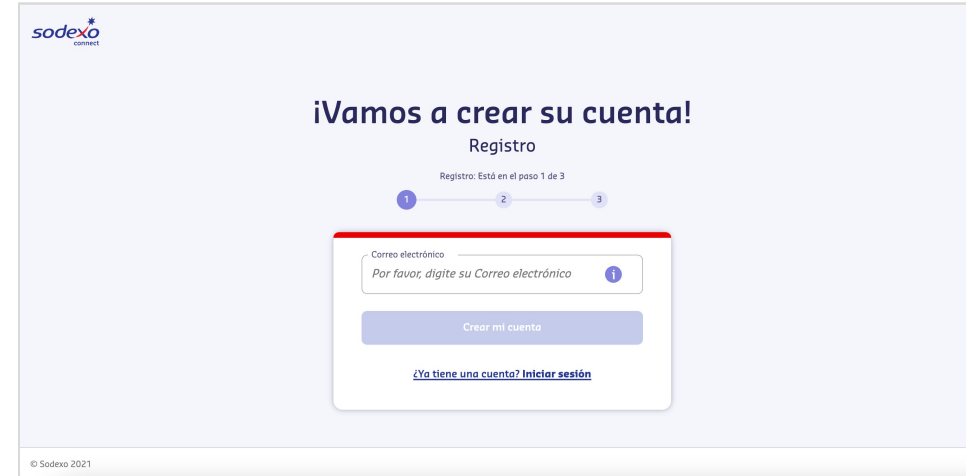 sodexo
connect
¡Vamos a crear su cuenta!
Registro
Registro: Está en el paso 1 de 3
1 2 3
Correo electrónico
Por favor, digite su Correo electrónico i
Crear mi cuenta
¿Ya tiene una cuenta? Iniciar sesión
© Sodexo 2021